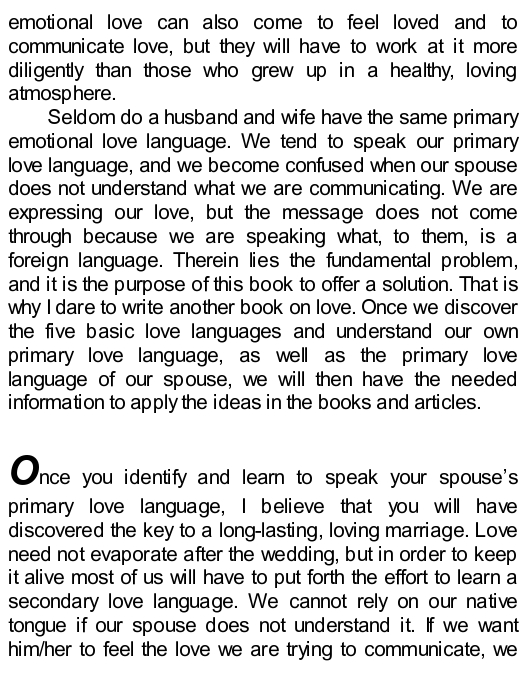 emotional love can also come to feel loved and to
communicate love, but they will have to work at it more
diligently than those who grew up in a healthy, loving
atmosphere.
Seldom do a husband and wife have the same primary
emotional love language. We tend to speak our primary
love language, and we become confused when our spouse
does not understand what we are communicating. We are
expressing our love, but the message does not come
through because we are speaking what, to them, is a
foreign language. Therein lies the fundamental problem,
and it is the purpose of this book to offer a solution. That is
why I dare to write another book on love. Once we discover
the five basic love languages and understand our own
primary love language, as well as the primary love
language of our spouse, we will then have the needed
information to apply the ideas in the books and articles.
Once you identify and learn to speak your spouse's
primary love language, I believe that you will have
discovered the key to a long-lasting, loving marriage. Love
need not evaporate after the wedding, but in order to keep
it alive most of us will have to put forth the effort to learn a
secondary love language. We cannot rely on our native
tongue if our spouse does not understand it. If we want
him/her to feel the love we are trying to communicate, we